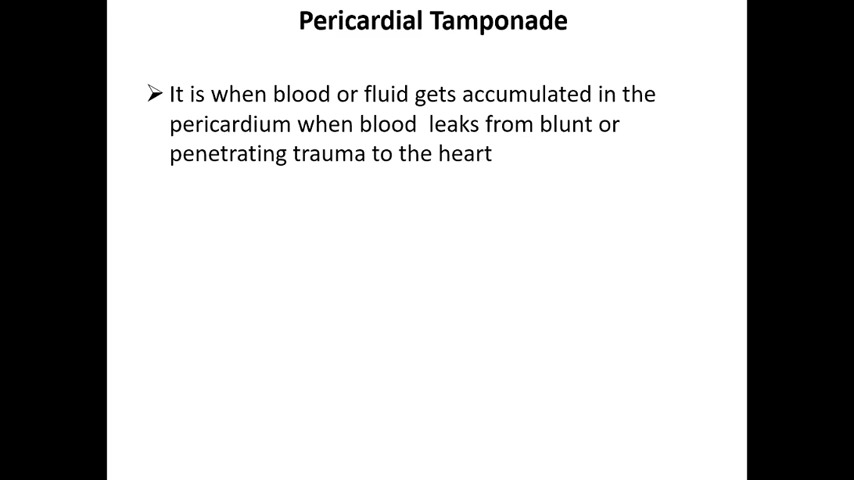 Pericardial Tamponade
➢ It is when blood or fluid gets accumulated in the
pericardium when blood  leaks from blunt or
penetrating trauma to the heart